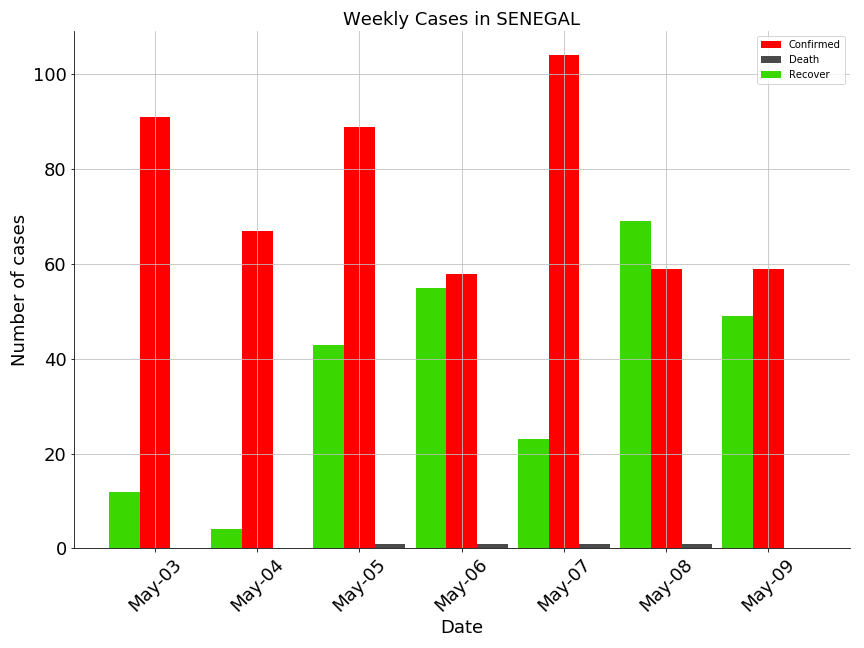 Weekly Cases in SENEGAL
Confirmed
Death
Recover
Number of cases
100
80
60
40
20
0
May-03
May-04
May-05
May-06
May-07
May-08
May-09
Date